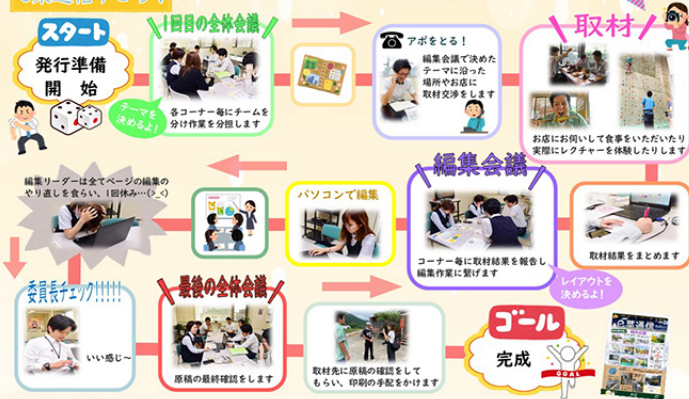 スタート
発行準備
開 始
1回目の全体会議
テーマを
決めるよ!
各コーナー毎にチームを
分け作業を分担します
アポをとる!
編集会議で決めた
テーマに沿った
場所やお店に
取材交渉をします
取材
お店にお伺いして食事をいただいたり
実際にレクチャーを体験したりします
取材結果をまとめます
編集会議
コーナー毎に取材結果を報告し
編集作業に繋げます
レイアウトを
決めるよ!
パソコンで編集
編集リーダーは全てページの編集の
やり直しを食らい、1回休み…(>_<)
委員長チェック!!!!!
いい感じ~
最後の全体会議
原稿の最終確認をします
取材先に原稿の確認をして
もらい、印刷の手配をかけます
ゴール
完成
GOAL